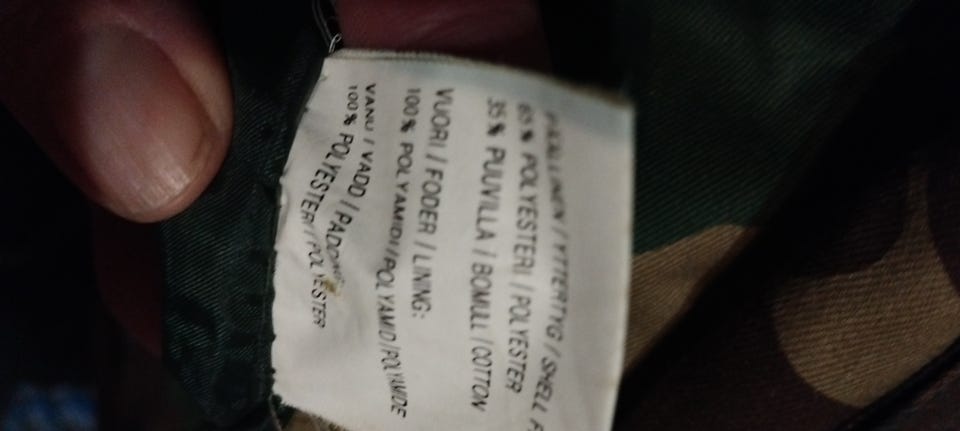 PÄÄLLINEN / YTTERTYG / SHELL
65 % POLYESTERI / POLYESTER
35 % PUUVILLA / BOMULL / COTTON
VUORI / FODER / LINING:
100 % POLYAMIDI / POLYAMID / POLYAMIDE
VANU / VADD / PADDING
100 % POLYESTERI / POLYESTER